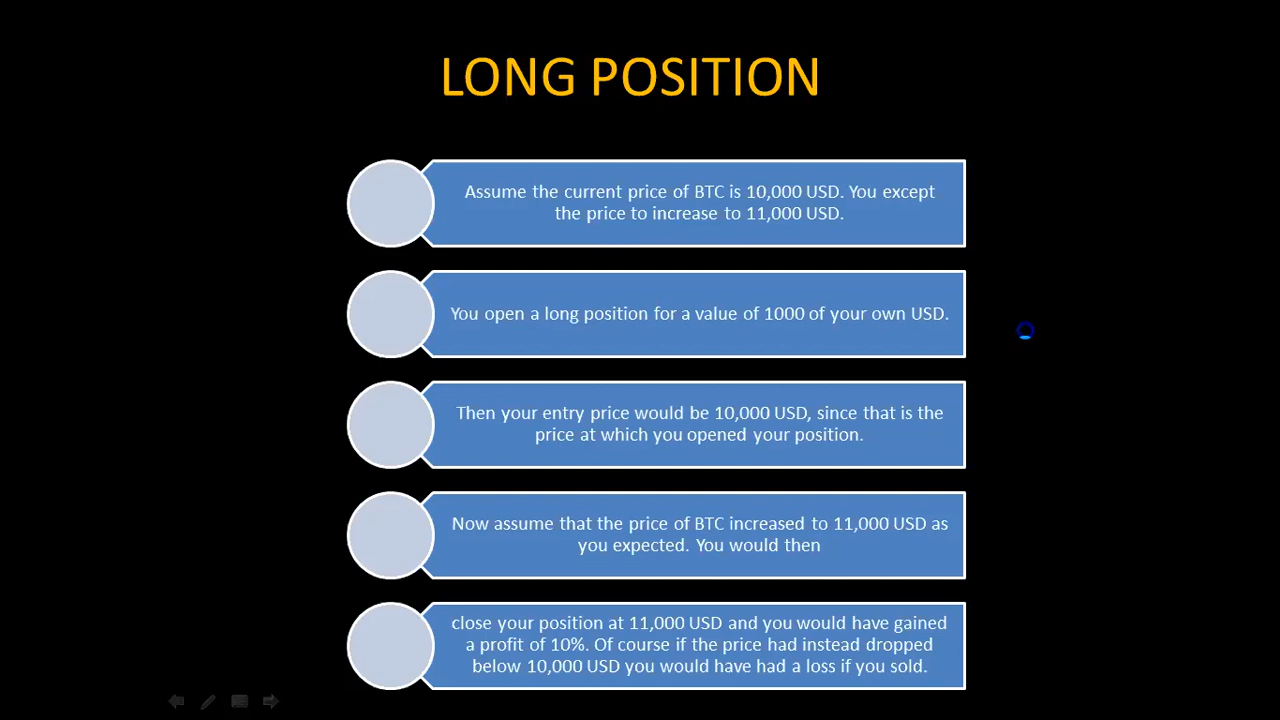 LONG POSITION
Assume the current price of BTC is 10,000 USD. You except
the price to increase to 11,000 USD.
You open a long position for a value of 1000 of your own USD.
Then your entry price would be 10,000 USD, since that is the
price at which you opened your position.
Now assume that the price of BTC increased to 11,000 USD as
you expected. You would then
close your position at 11,000 USD and you would have gained
a profit of 10%. Of course if the price had instead dropped
below 10,000 USD you would have had a loss if you sold.